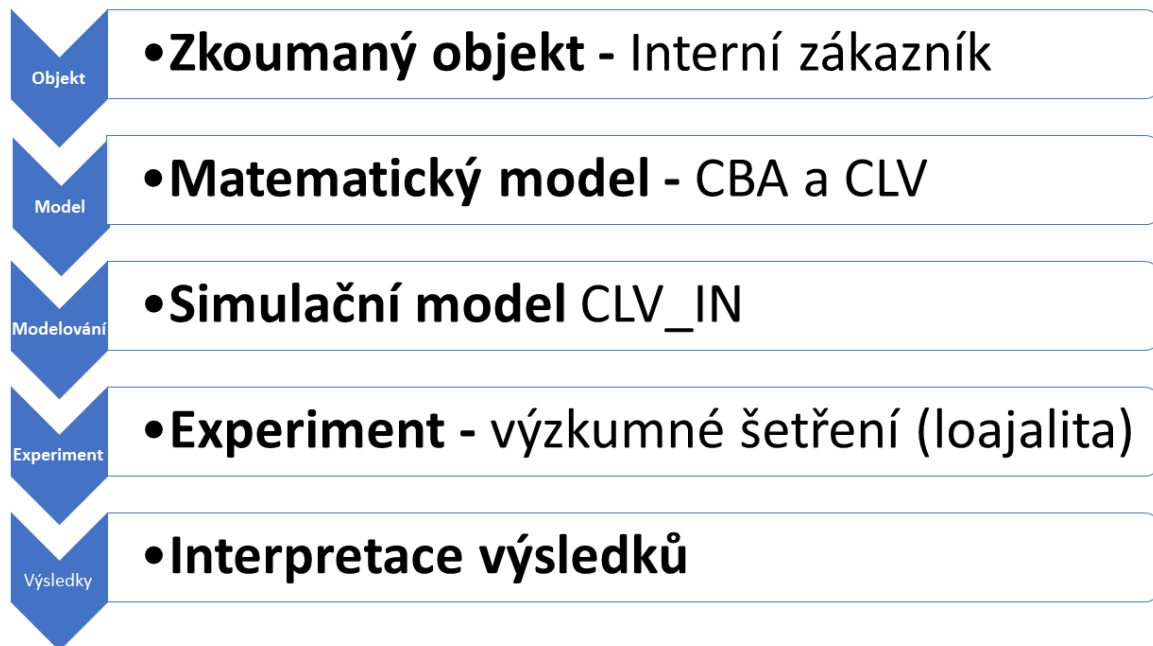 Objekt
•Zkoumaný objekt - Interní zákazník
Model
•Matematický model - CBA a CLV
Modelování
•Simulační model CLV_IN
Experiment
•Experiment - výzkumné šetření (loajalita)
Výsledky
•Interpretace výsledků